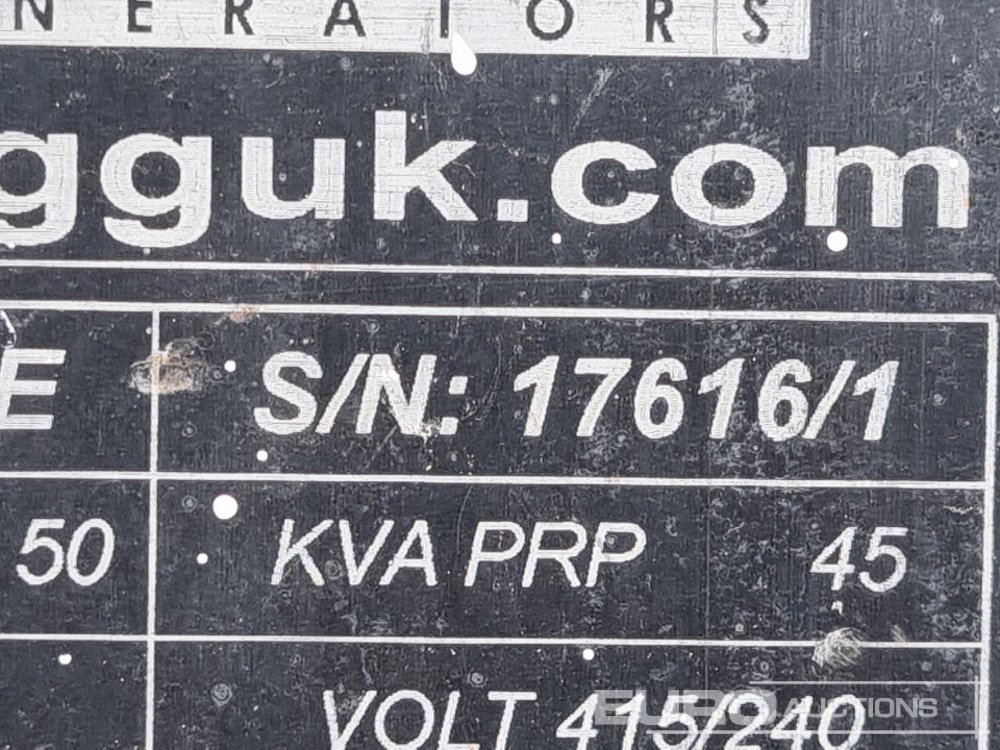 NERATORS
gguk.com
E S/N: 17616/1
50 KVA PRP 45
VOLT 415/240
EURO AUCTIONS